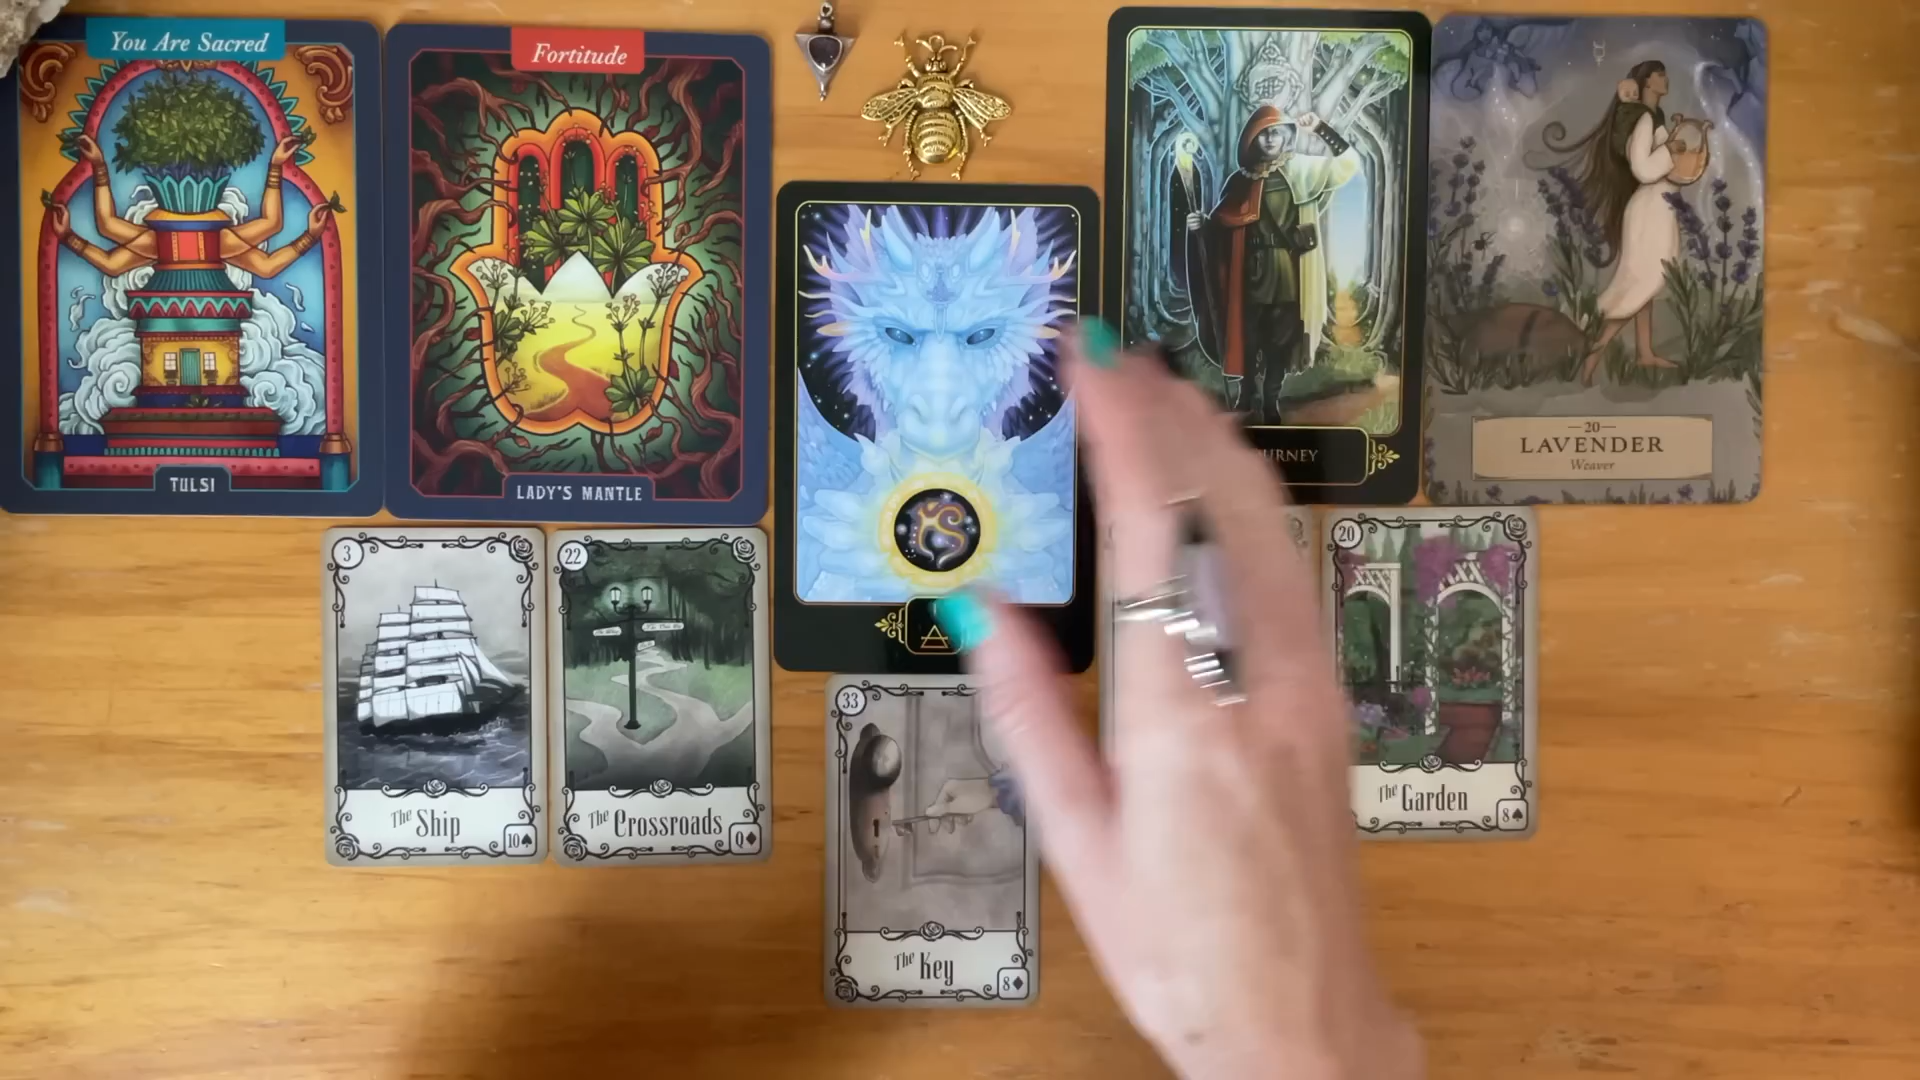 You Are Sacred
TULSI
Fortitude
LADY'S MANTLE
URNEY
20
LAVENDER
Weaver
3
The Ship
10♠
22
The Crossroads
Q♦
33
The Key
8♦
20
The Garden
8♠